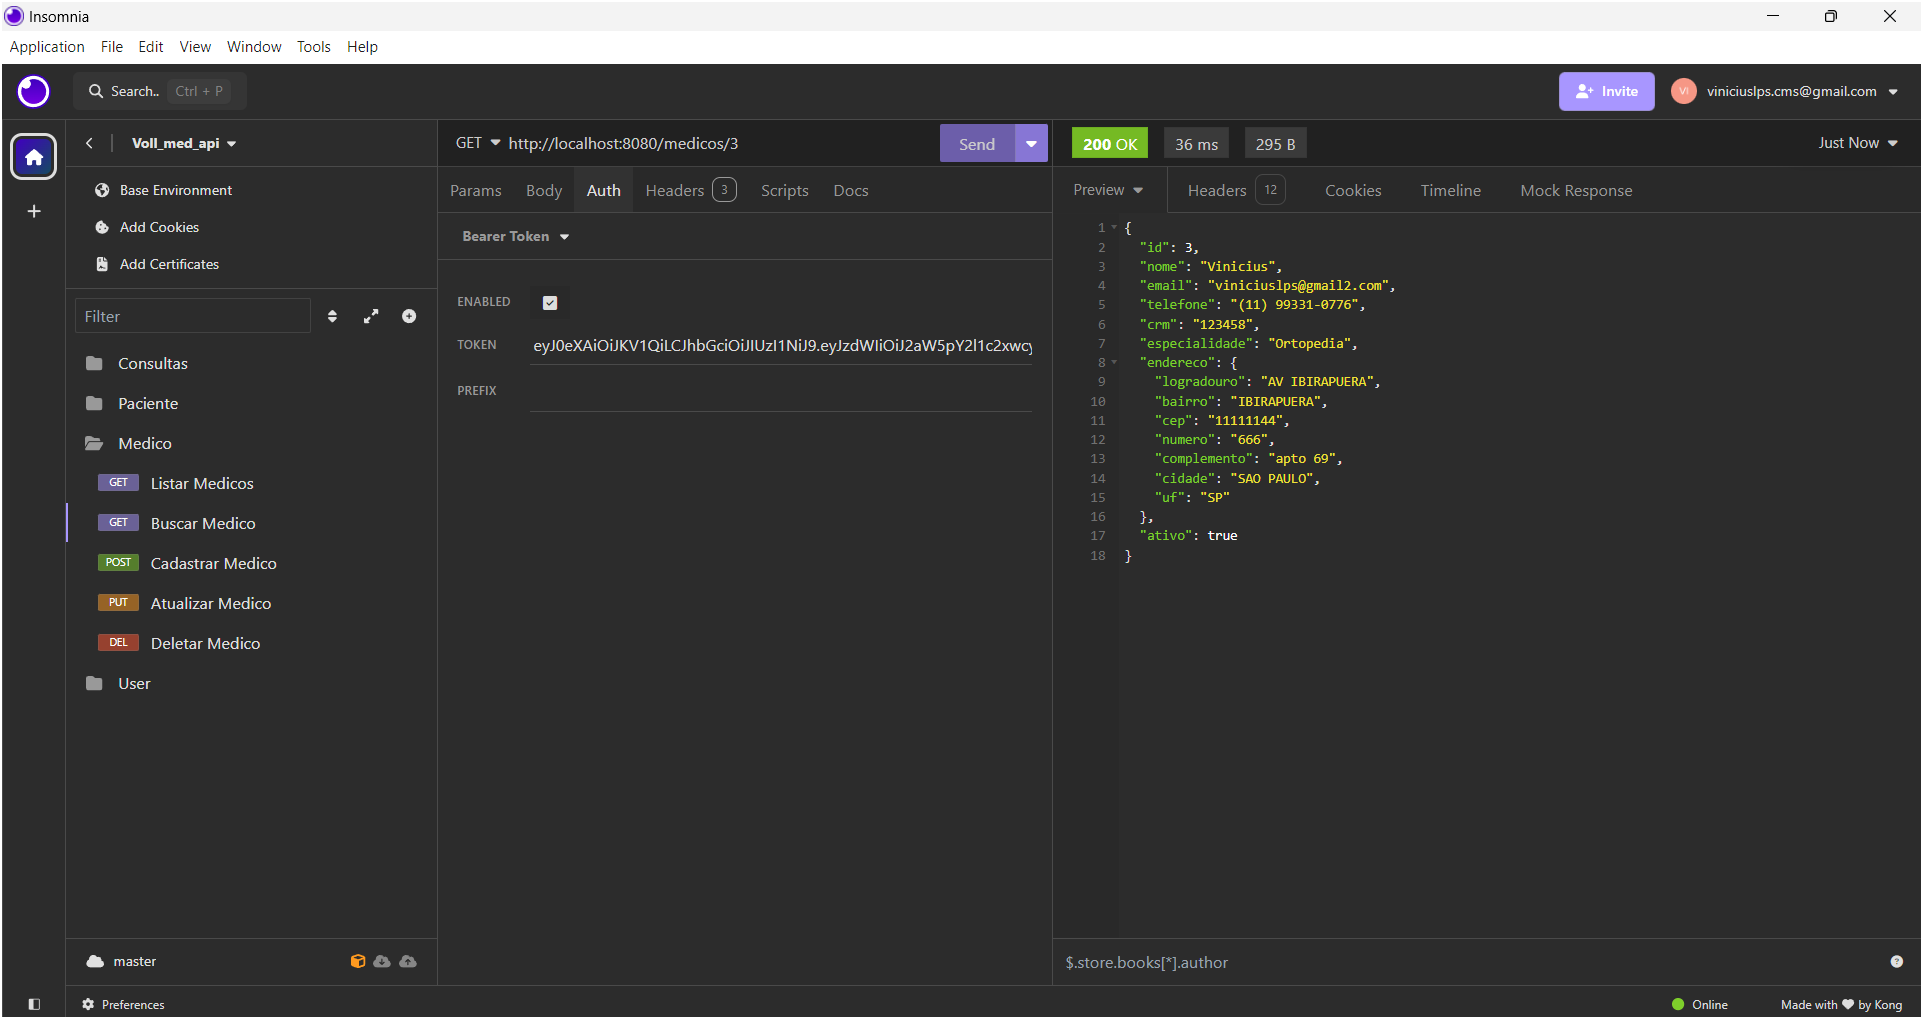 Insomnia
Application File Edit View Window Tools Help
Search.. Ctrl + P
Invite
VI
viniciuslps.cms@gmail.com
Voll_med_api
Base Environment
Add Cookies
Add Certificates
Filter
Consultas
Paciente
Medico
GET Listar Medicos
GET Buscar Medico
POST Cadastrar Medico
PUT Atualizar Medico
DEL Deletar Medico
User
master
Preferences
GET http://localhost:8080/medicos/3
Send
Params Body Auth Headers 3 Scripts Docs
Bearer Token
ENABLED
TOKEN eyJ0eXAiOiJKV1QiLCJhbGciOiJIUzI1NiJ9.eyJzdWIiOiJ2aW5pY2l1c2xwcy
PREFIX
200 OK 36 ms 295 B
Just Now
Preview Headers 12 Cookies Timeline Mock Response
1 {
2 "id": 3,
3 "nome": "Vinicius",
4 "email": "viniciuslps@gmail2.com",
5 "telefone": "(11) 99331-0776",
6 "crm": "123458",
7 "especialidade": "Ortopedia",
8 "endereco": {
9 "logradouro": "AV IBIRAPUERA",
10 "bairro": "IBIRAPUERA",
11 "cep": "11111144",
12 "numero": "666",
13 "complemento": "apto 69",
14 "cidade": "SAO PAULO",
15 "uf": "SP"
16 },
17 "ativo": true
18 }
$.store.books[*].author
Online
Made with ♥ by Kong